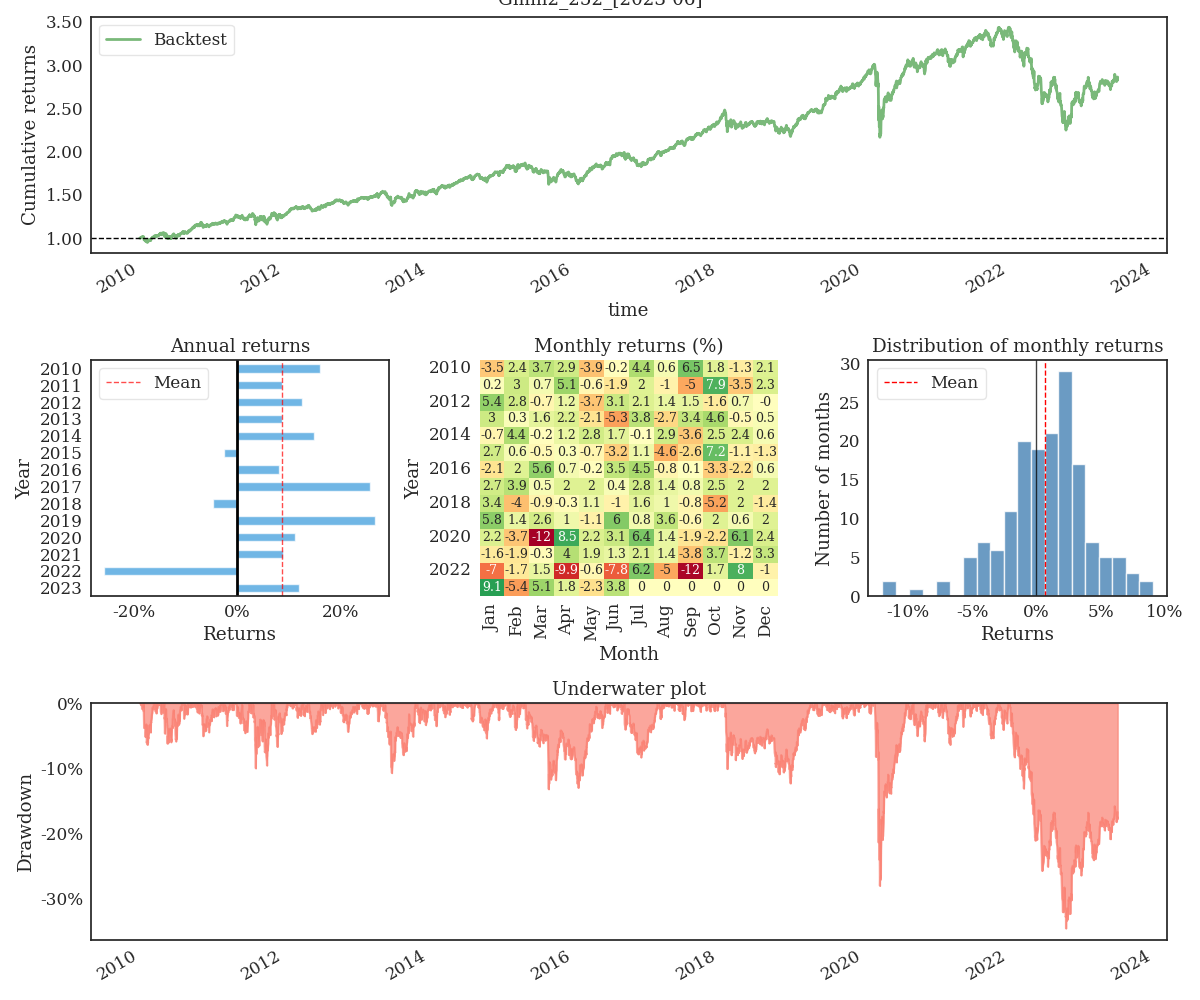 3.50
Backtest
3.00
2.50
2.00
1.50
1.00
Cumulative returns
2010 2012 2014 2016 2018 2020 2022 2024
time
Annual returns
Mean
2010
2011
2012
2013
2014
2015
2016
2017
2018
2019
2020
2021
2022
2023
Year
-20% 0% 20%
Returns
Monthly returns (%)
2010 -3.5 2.4 3.7 2.9 -3.9 -0.2 4.4 0.6 6.5 1.8 -1.3 2.1
0.2 3 0.7 5.1 -0.6 -1.9 2 -1 -5 7.9 -3.5 2.3
2012 5.4 2.8 -0.7 1.2 -3.7 3.1 2.1 1.4 1.5 -1.6 0.7 -0
3 0.3 1.6 2.2 -2.1 -5.3 3.8 -2.7 3.4 4.6 -0.5 0.5
2014 -0.7 4.4 -0.2 1.2 2.8 1.7 -0.1 2.9 -3.6 2.5 2.4 0.6
2.7 0.6 -0.5 0.3 -0.7 -3.2 1.1 -4.6 -2.6 7.2 -1.1 -1.3
2016 -2.1 2 5.6 0.7 -0.2 3.5 4.5 -0.8 0.1 -3.3 -2.2 0.6
2.7 3.9 0.5 2 2 0.4 2.8 1.4 0.8 2.5 2 2
2018 3.4 -4 -0.9 -0.3 1.1 -1 1.6 1 -0.8 -5.2 2 -1.4
5.8 1.4 2.6 1 -1.1 6 0.8 3.6 -0.6 2 0.6 2
2020 2.2 -3.7 -12 8.5 2.2 3.1 6.4 1.4 -1.9 -2.2 6.1 2.4
-1.6 -1.9 -0.3 4 1.9 1.3 2.1 1.4 -3.8 3.7 -1.2 3.3
2022 -7 -1.7 1.5 -9.9 -0.6 -7.8 6.2 -5 -12 1.7 8 -1
9.1 -5.4 5.1 1.8 -2.3 3.8 0 0 0 0 0 0
Year
Jan Feb Mar Apr May Jun Jul Aug Sep Oct Nov Dec
Month
Distribution of monthly returns
Mean
30
25
20
15
10
5
0
Number of months
-10% -5% 0% 5% 10%
Returns
Underwater plot
0%
-10%
-20%
-30%
Drawdown
2010 2012 2014 2016 2018 2020 2022 2024